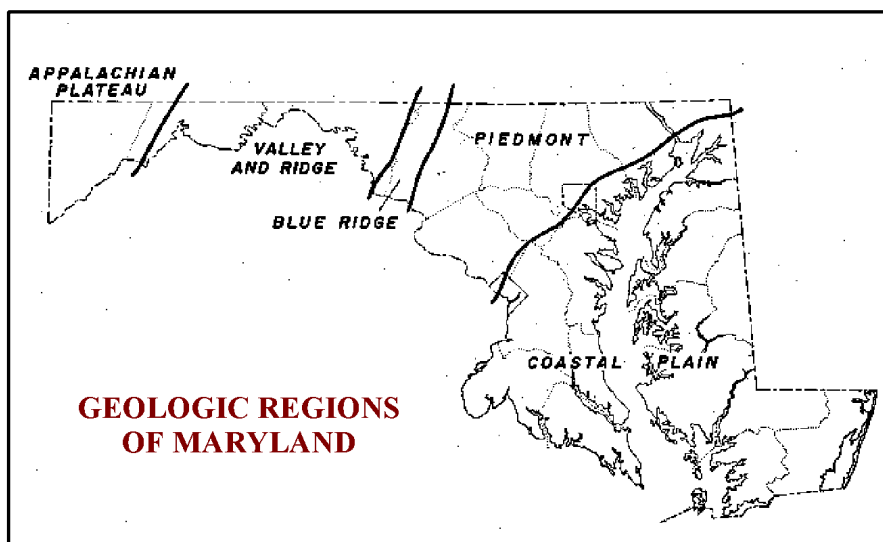 APPALACHIAN
PLATEAU
VALLEY
AND RIDGE
BLUE RIDGE
PIEDMONT
COASTAL PLAIN
GEOLOGIC REGIONS
OF MARYLAND